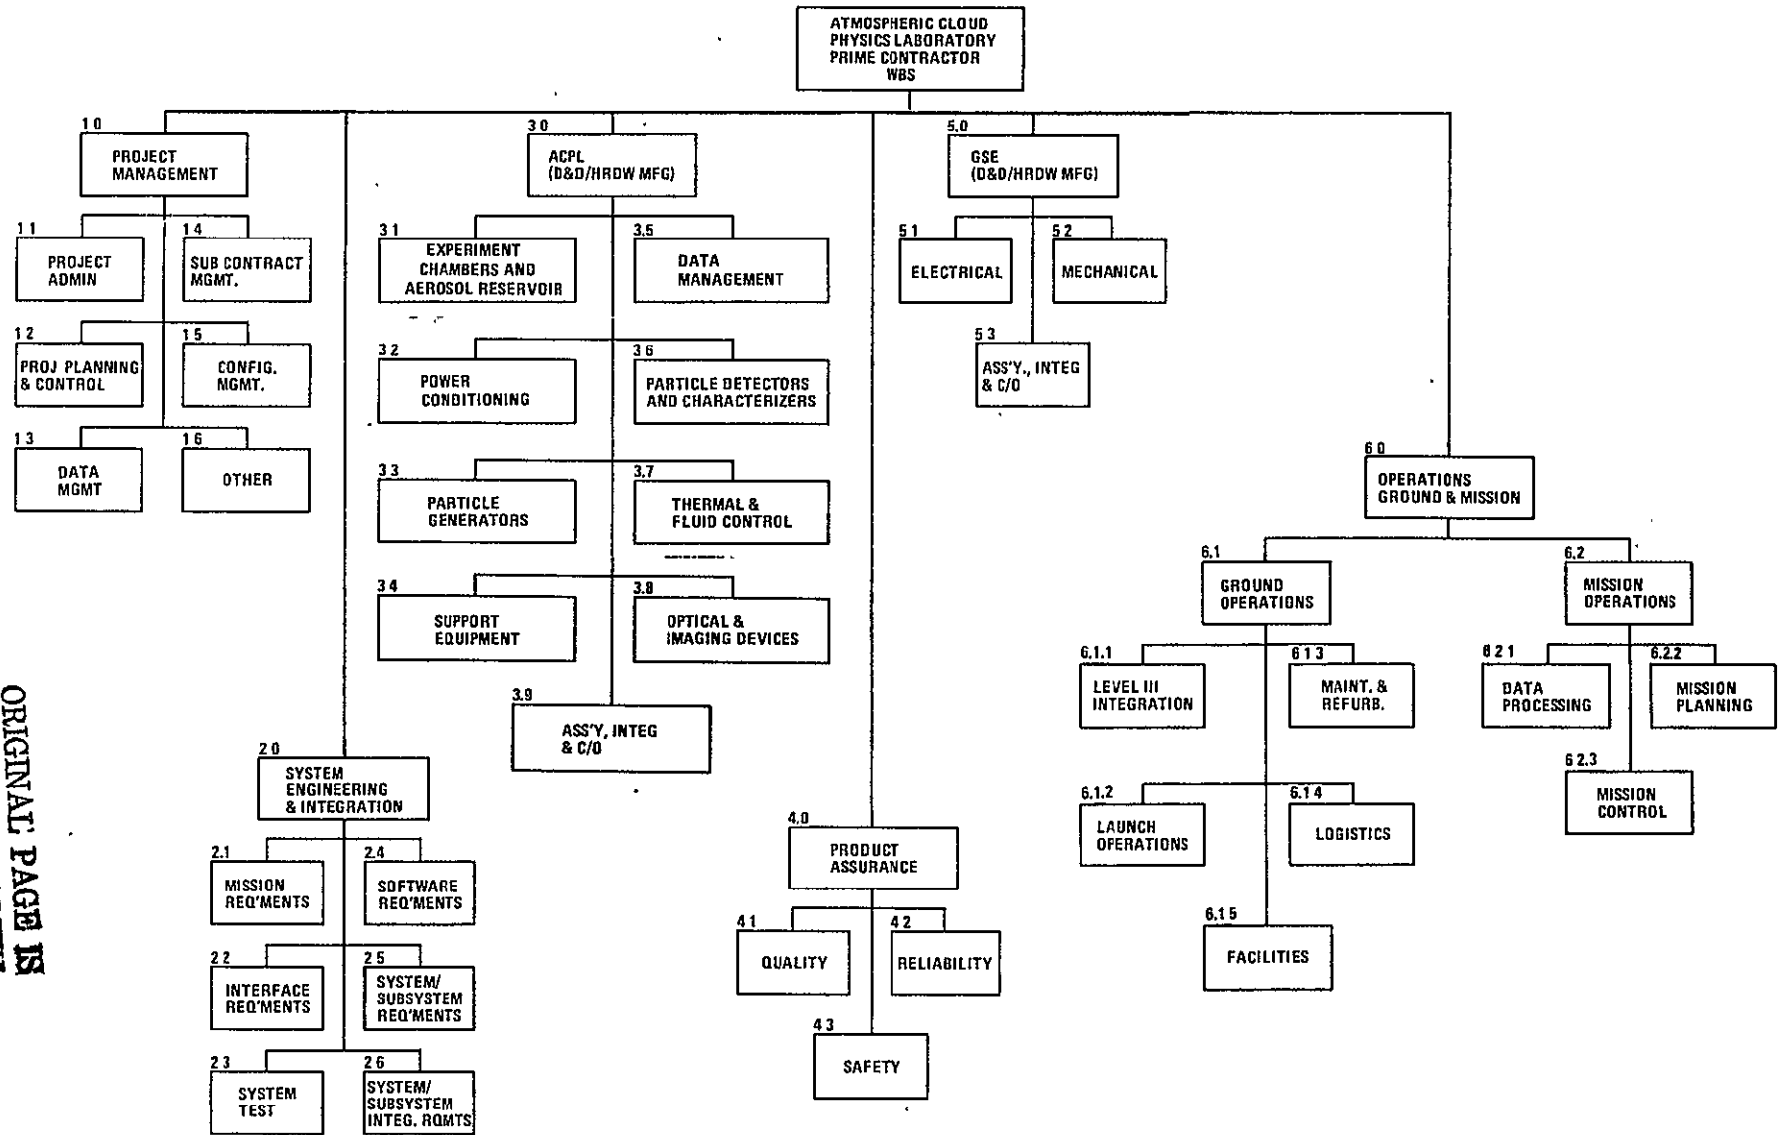 ATMOSPHERIC CLOUD
PHYSICS LABORATORY
PRIME CONTRACTOR
WBS
1 0
PROJECT
MANAGEMENT
1 1
PROJECT
ADMIN
1 4
SUB CONTRACT
MGMT.
1 2
PROJ PLANNING
& CONTROL
1 5
CONFIG.
MGMT.
1 3
DATA
MGMT
1 6
OTHER
2 0
SYSTEM
ENGINEERING
& INTEGRATION
2.1
MISSION
REQ'MENTS
2.4
SOFTWARE
REQ'MENTS
2 2
INTERFACE
REQ'MENTS
2 5
SYSTEM/
SUBSYSTEM
REQ'MENTS
2 3
SYSTEM
TEST
2 6
SYSTEM/
SUBSYSTEM
INTEG. RQMTS
3 0
ACPL
(D&D/HRDW MFG)
3 1
EXPERIMENT
CHAMBERS AND
AEROSOL RESERVOIR
3.5
DATA
MANAGEMENT
3 2
POWER
CONDITIONING
3 6
PARTICLE DETECTORS
AND CHARACTERIZERS
3 3
PARTICLE
GENERATORS
3.7
THERMAL &
FLUID CONTROL
3 4
SUPPORT
EQUIPMENT
3.8
OPTICAL &
IMAGING DEVICES
3.9
ASS'Y, INTEG
& C/O
4.0
PRODUCT
ASSURANCE
4 1
QUALITY
4 2
RELIABILITY
4 3
SAFETY
5.0
GSE
(D&D/HRDW MFG)
5 1
ELECTRICAL
5 2
MECHANICAL
5 3
ASS'Y., INTEG
& C/O
6 0
OPERATIONS
GROUND & MISSION
6.1
GROUND
OPERATIONS
6.2
MISSION
OPERATIONS
6.1.1
LEVEL III
INTEGRATION
6 1 3
MAINT. &
REFURB.
6.1.2
LAUNCH
OPERATIONS
6.1 4
LOGISTICS
6.1 5
FACILITIES
6 2 1
DATA
PROCESSING
6.2.2
MISSION
PLANNING
6 2.3
MISSION
CONTROL
ORIGINAL PAGE IS